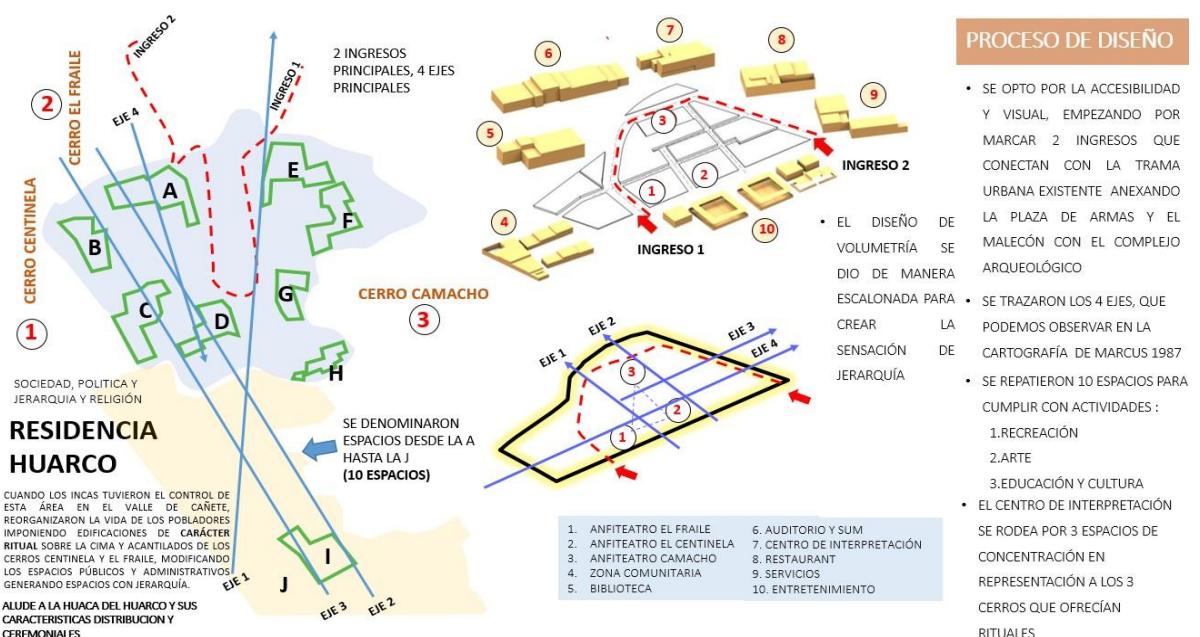 INGRESO 2
2 INGRESOS
PRINCIPALES, 4 EJES
PRINCIPALES
INGRESO 1
2
CERRO EL FRAILE
EJE 4
CERRO CENTINELA
1
A
B
C
D
E
F
G
H
CERRO CAMACHO
3
SOCIEDAD, POLITICA Y
JERARQUIA Y RELIGIÓN
RESIDENCIA
HUARCO
CUANDO LOS INCAS TUVIERON EL CONTROL DE
ESTA ÁREA EN EL VALLE DE CAÑETE,
REORGANIZARON LA VIDA DE LOS POBLADORES
IMPONIENDO EDIFICACIONES DE CARÁCTER
RITUAL SOBRE LA CIMA Y ACANTILADOS DE LOS
CERROS CENTINELA Y EL FRAILE, MODIFICANDO
LOS ESPACIOS PÚBLICOS Y ADMINISTRATIVOS
GENERANDO ESPACIOS CON JERARQUÍA.
ALUDE A LA HUACA DEL HUARCO Y SUS
CARACTERISTICAS DISTRIBUCION Y
CEREMONIALES
SE DENOMINARON
ESPACIOS DESDE LA A
HASTA LA J
(10 ESPACIOS)
I
J
EJE 1
EJE 3
EJE 2
6
7
8
9
5
4
10
3
2
1
INGRESO 2
INGRESO 1
EJE 2
EJE 1
EJE 3
EJE 4
3
2
1
1. ANFITEATRO EL FRAILE
2. ANFITEATRO EL CENTINELA
3. ANFITEATRO CAMACHO
4. ZONA COMUNITARIA
5. BIBLIOTECA
6. AUDITORIO Y SUM
7. CENTRO DE INTERPRETACIÓN
8. RESTAURANT
9. SERVICIOS
10. ENTRETENIMIENTO
• EL DISEÑO DE
VOLUMETRÍA SE
DIO DE MANERA
ESCALONADA PARA
CREAR LA
SENSACIÓN DE
JERARQUÍA
PROCESO DE DISEÑO
• SE OPTO POR LA ACCESIBILIDAD
Y VISUAL, EMPEZANDO POR
MARCAR 2 INGRESOS QUE
CONECTAN CON LA TRAMA
URBANA EXISTENTE ANEXANDO
LA PLAZA DE ARMAS Y EL
MALECÓN CON EL COMPLEJO
ARQUEOLÓGICO
• SE TRAZARON LOS 4 EJES, QUE
PODEMOS OBSERVAR EN LA
CARTOGRAFÍA DE MARCUS 1987
• SE REPATIERON 10 ESPACIOS PARA
CUMPLIR CON ACTIVIDADES :
1.RECREACIÓN
2.ARTE
3.EDUCACIÓN Y CULTURA
• EL CENTRO DE INTERPRETACIÓN
SE RODEA POR 3 ESPACIOS DE
CONCENTRACIÓN EN
REPRESENTACIÓN A LOS 3
CERROS QUE OFRECÍAN
RITUALES